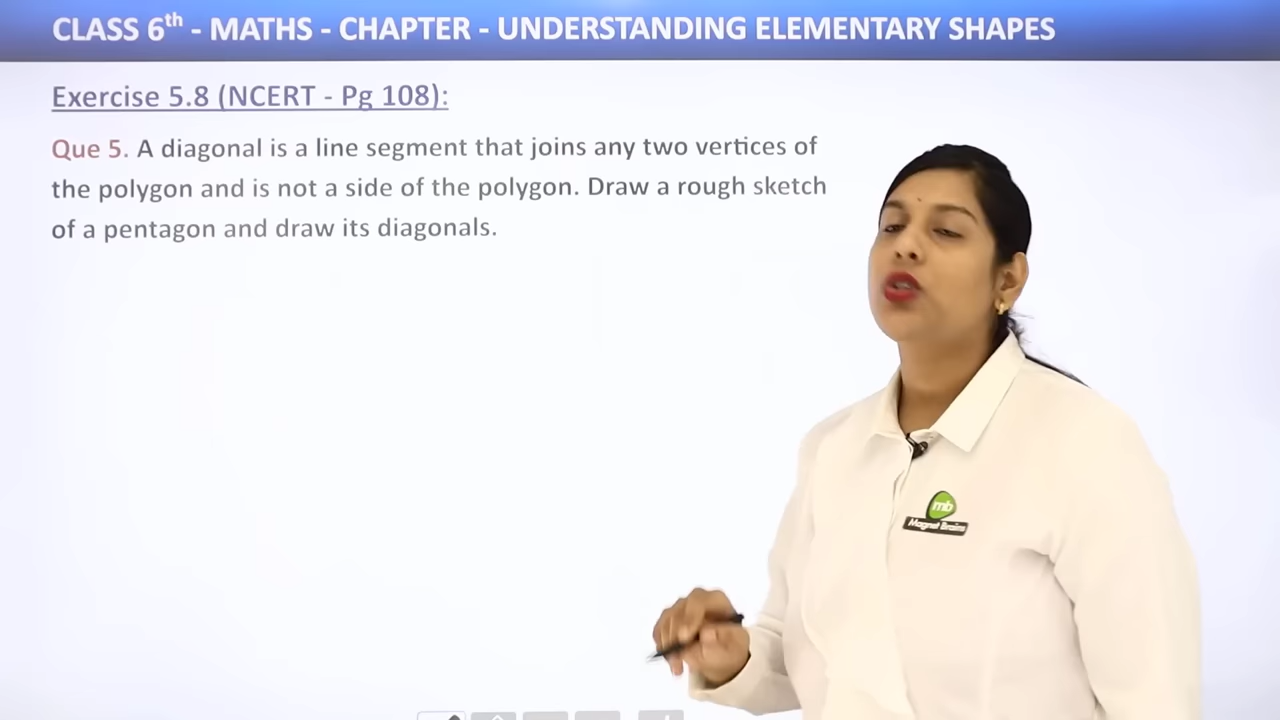 CLASS 6th - MATHS - CHAPTER - UNDERSTANDING ELEMENTARY SHAPES
Exercise 5.8 (NCERT - Pg 108):
Que 5. A diagonal is a line segment that joins any two vertices of
the polygon and is not a side of the polygon. Draw a rough sketch
of a pentagon and draw its diagonals.
mb
Magnet Brains